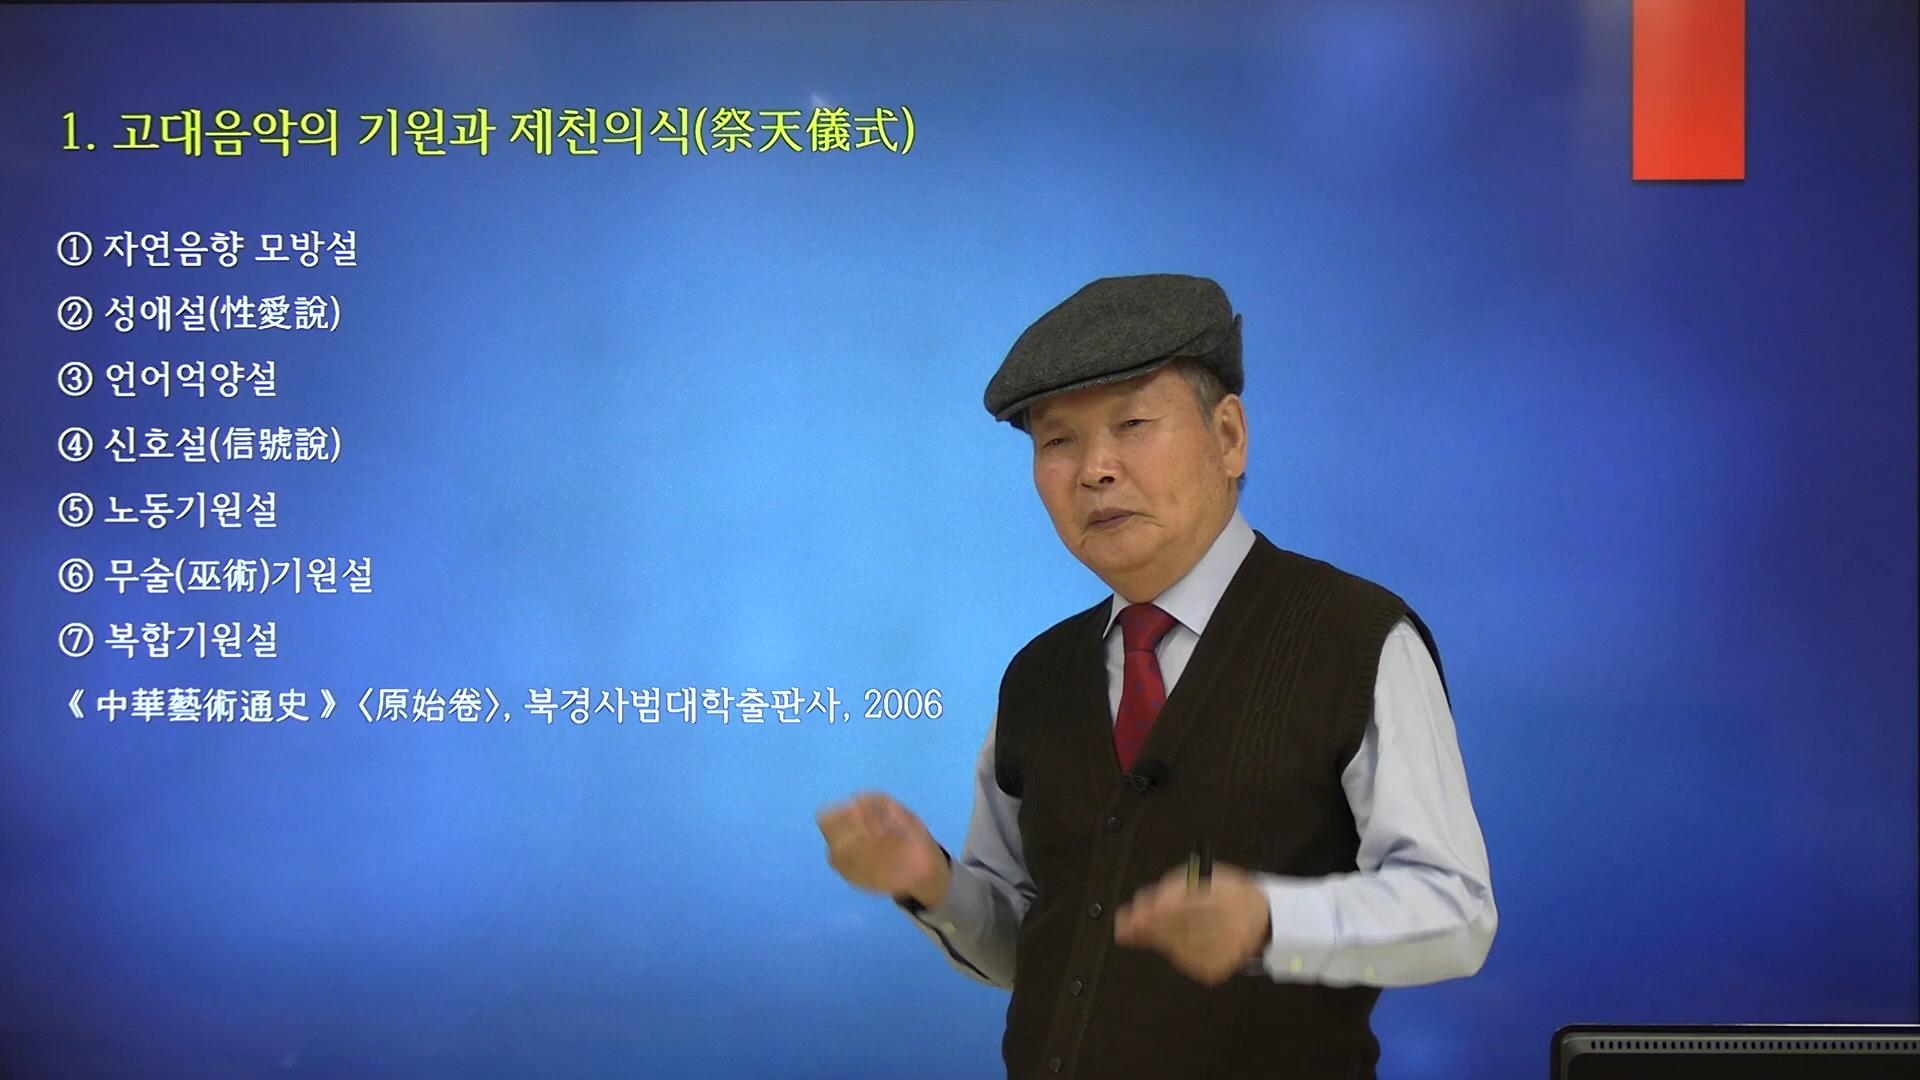 1. 고대음악의 기원과 제천의식(祭天儀式)
① 자연음향 모방설
② 성애설(性愛說)
③ 언어억양설
④ 신호설(信號說)
⑤ 노동기원설
⑥ 무술(巫術)기원설
⑦ 복합기원설
《 中華藝術通史 》〈原始卷〉, 북경사범대학출판사, 2006